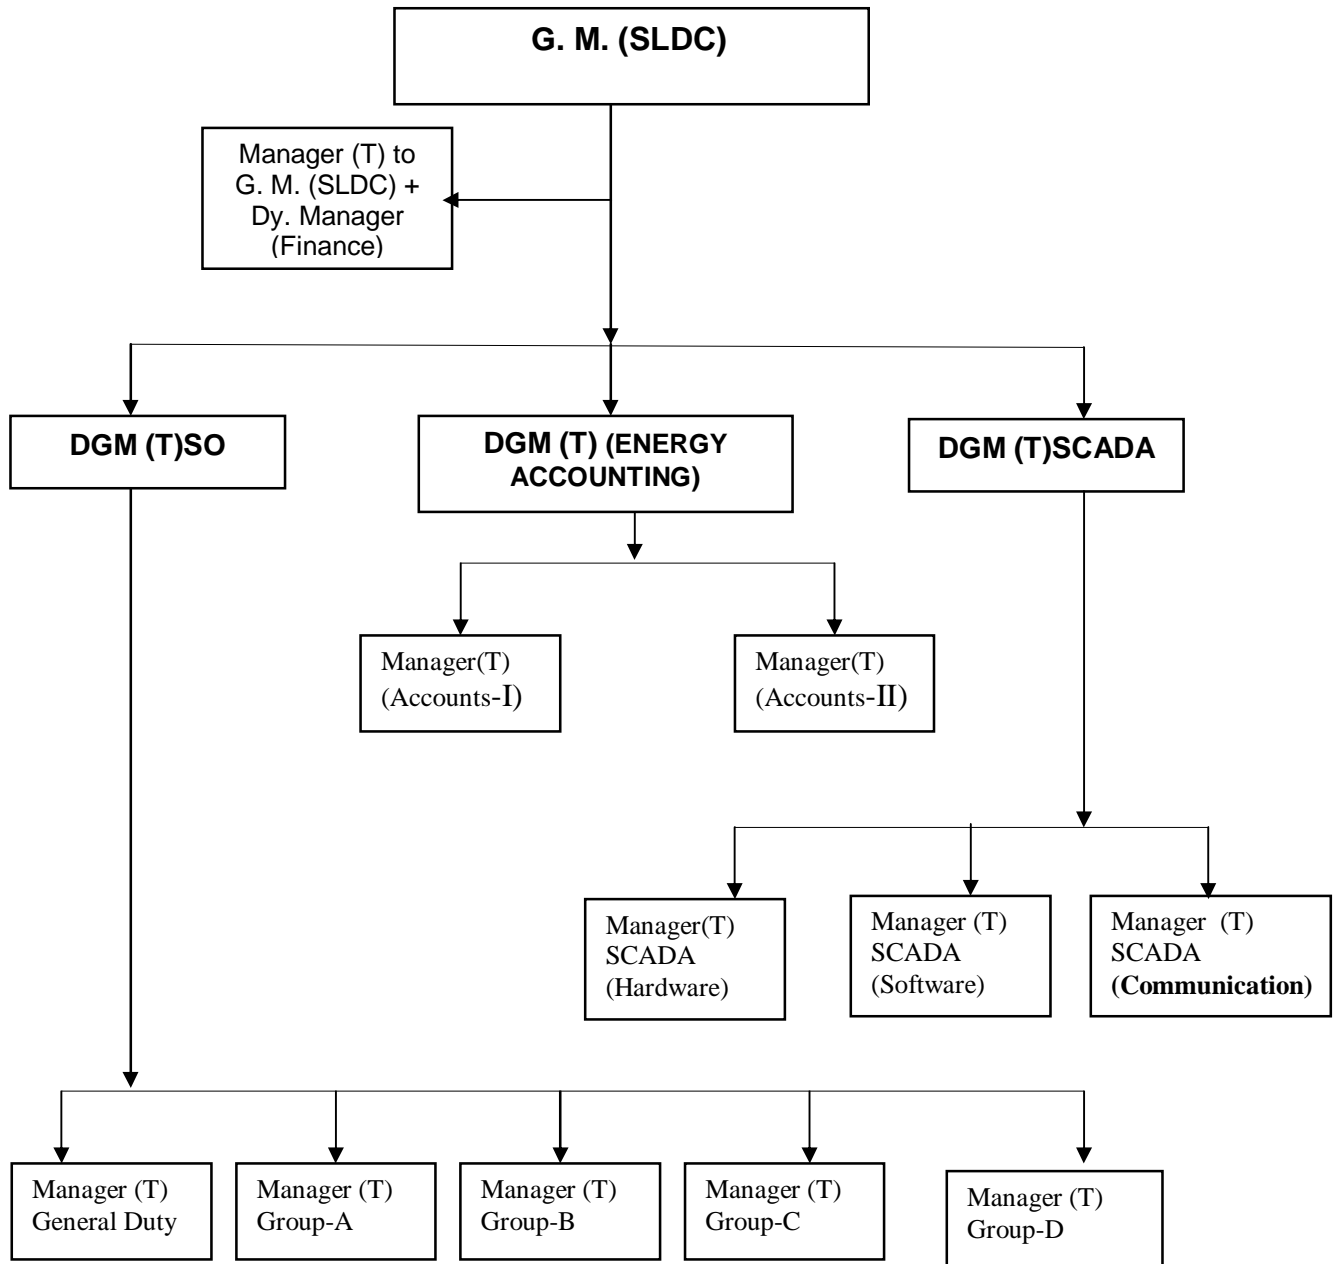 G. M. (SLDC)
Manager (T) to
G. M. (SLDC) +
Dy. Manager
(Finance)
DGM (T)SO
DGM (T) (ENERGY
ACCOUNTING)
DGM (T)SCADA
Manager(T)
(Accounts-I)
Manager(T)
(Accounts-II)
Manager(T)
SCADA
(Hardware)
Manager (T)
SCADA
(Software)
Manager (T)
SCADA
(Communication)
Manager (T)
General Duty
Manager (T)
Group-A
Manager (T)
Group-B
Manager (T)
Group-C
Manager (T)
Group-D